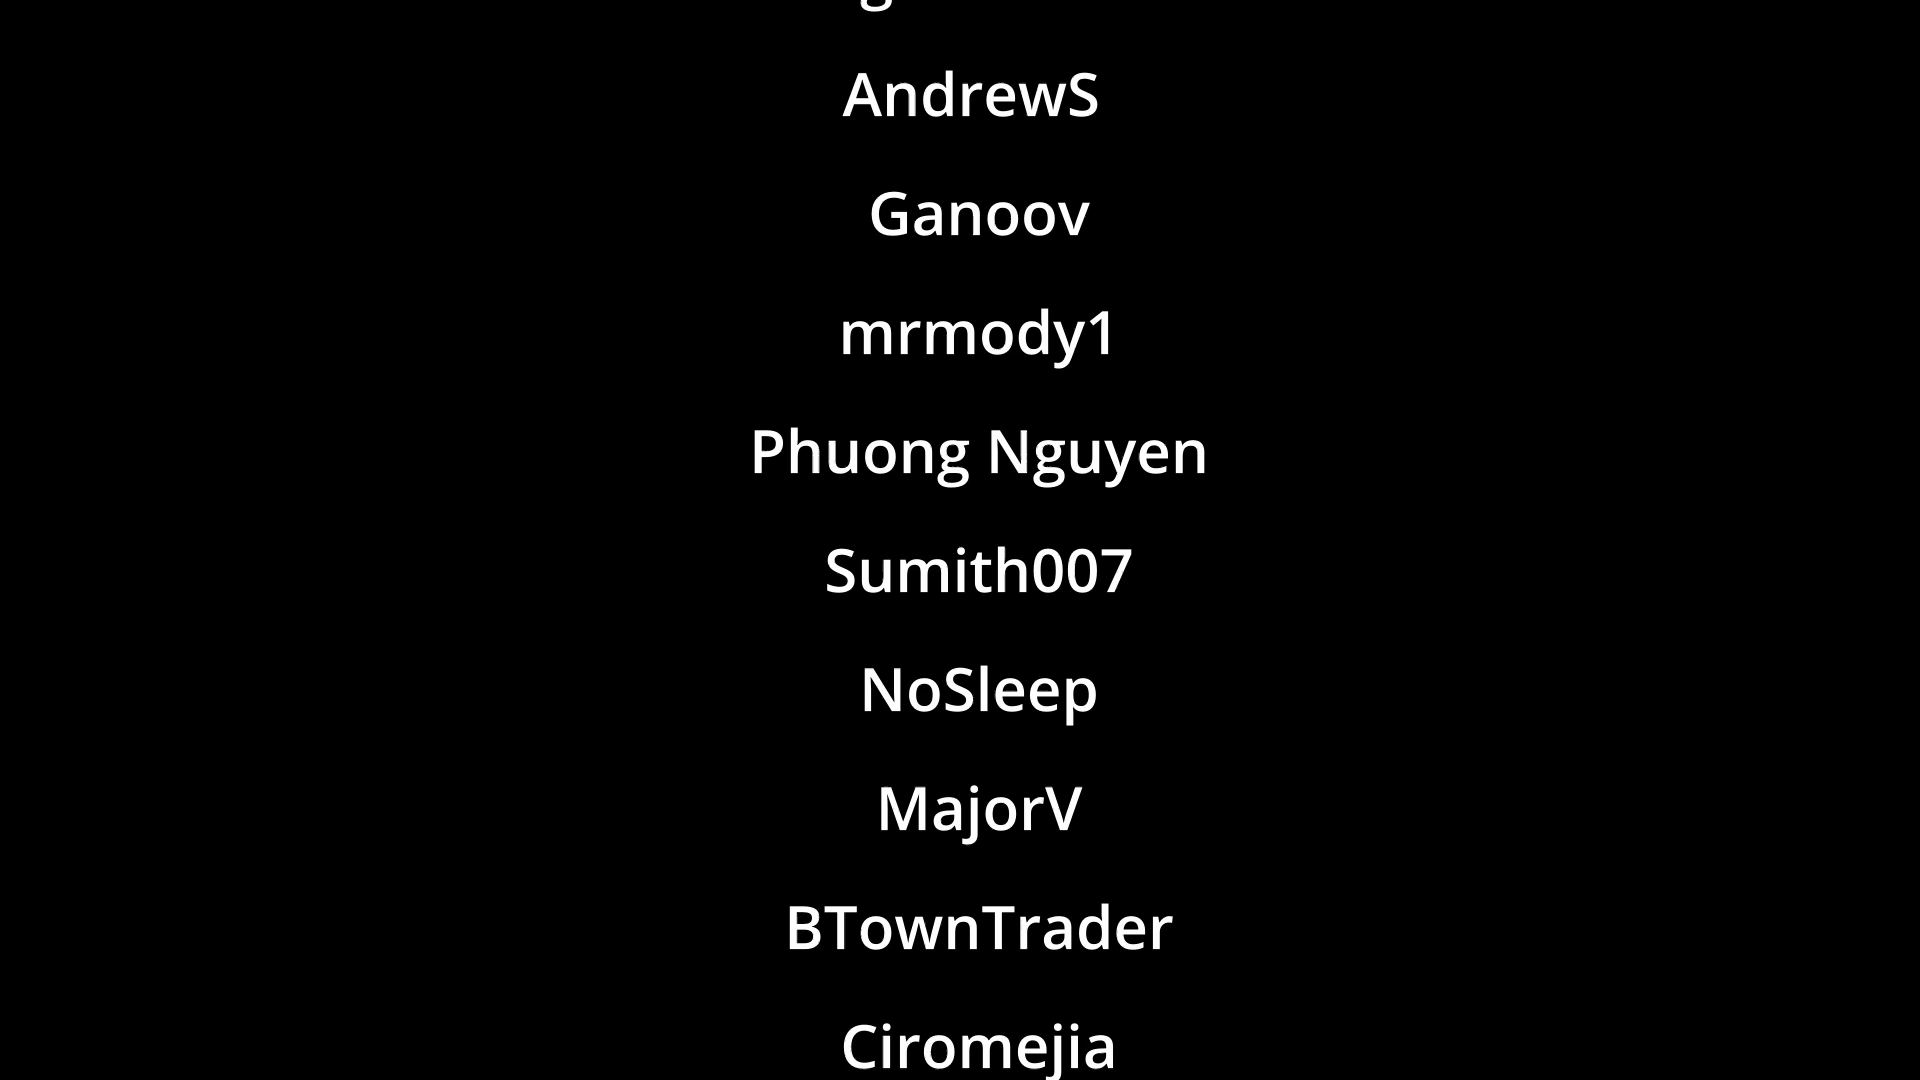 AndrewS
Ganoov
mrmody1
Phuong Nguyen
Sumith007
NoSleep
MajorV
BTownTrader
Ciromejia